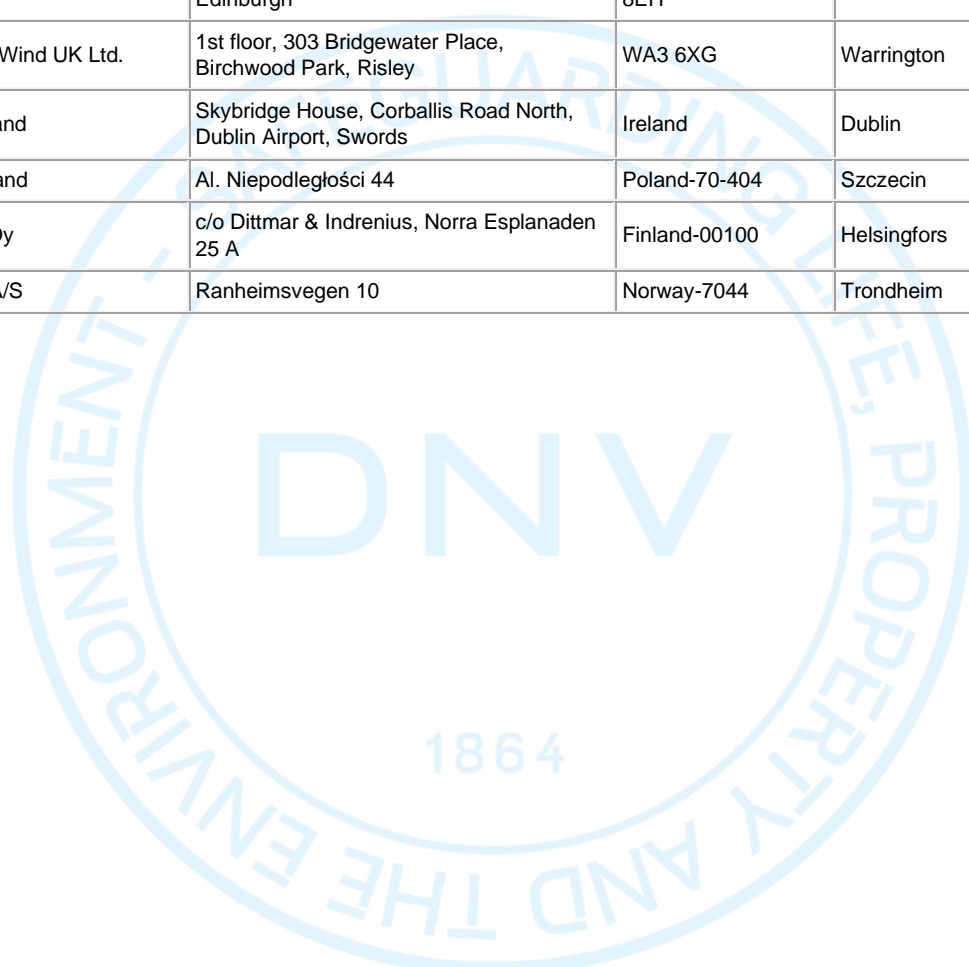 Edinburgh 8EH
Wind UK Ltd. 1st floor, 303 Bridgewater Place, WA3 6XG Warrington
Birchwood Park, Risley
and Skybridge House, Corballis Road North, Ireland Dublin
Dublin Airport, Swords
and Al. Niepodległości 44 Poland-70-404 Szczecin
Oy c/o Dittmar & Indrenius, Norra Esplanaden Finland-00100 Helsingfors
25 A
A/S Ranheimsvegen 10 Norway-7044 Trondheim
SAFEGUARDING LIFE, PROPERTY AND THE ENVIRONMENT -
DNV
1864